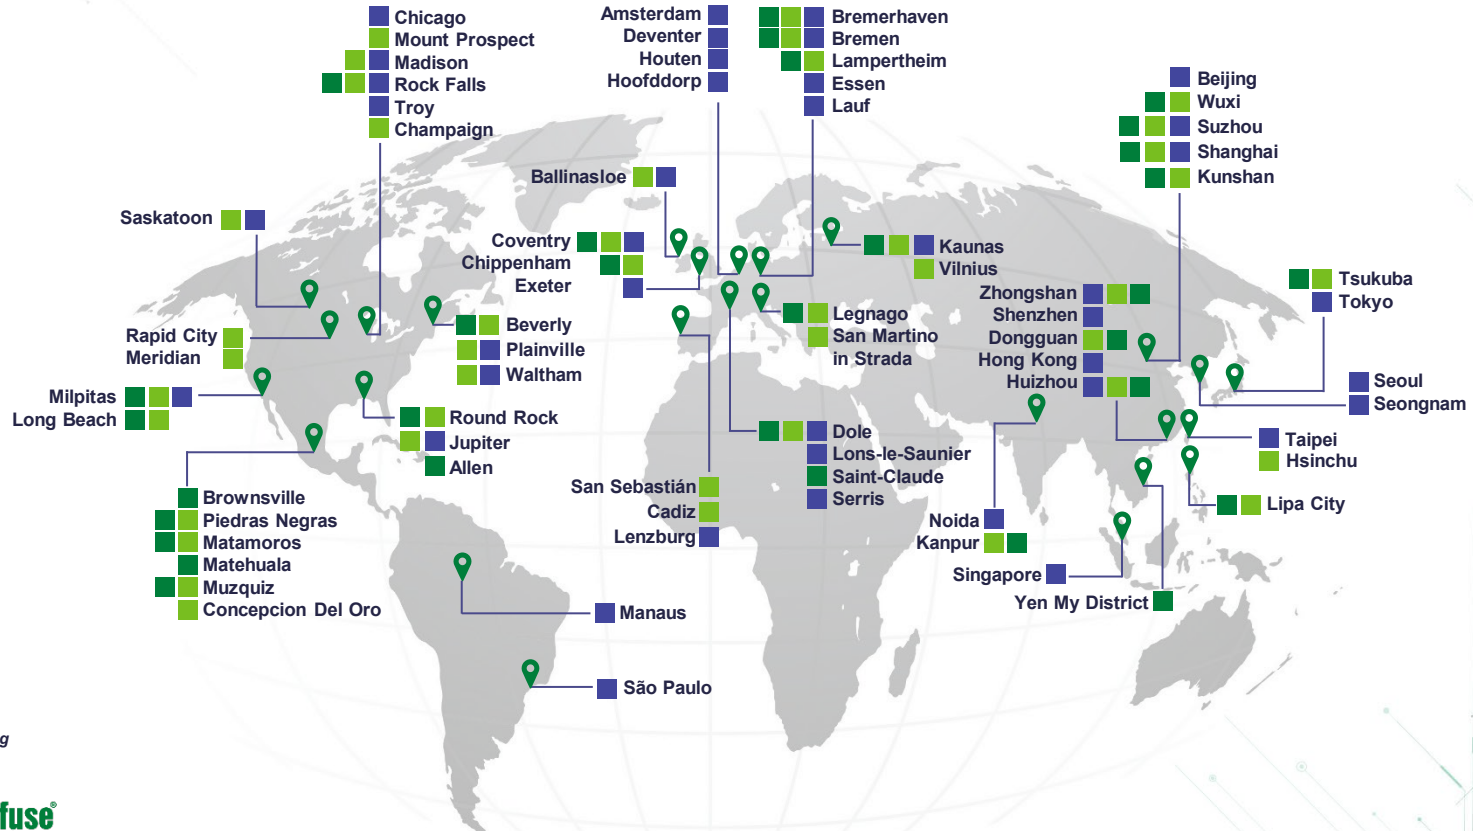 Chicago
Mount Prospect
Madison
Rock Falls
Troy
Champaign
Amsterdam
Deventer
Houten
Hoofddorp
Bremerhaven
Bremen
Lampertheim
Essen
Lauf
Beijing
Wuxi
Suzhou
Shanghai
Kunshan
Ballinasloe
Saskatoon
Coventry
Chippenham
Exeter
Kaunas
Vilnius
Tsukuba
Tokyo
Zhongshan
Shenzhen
Dongguan
Hong Kong
Huizhou
Rapid City
Meridian
Beverly
Plainville
Waltham
Legnago
San Martino
in Strada
Milpitas
Long Beach
Round Rock
Jupiter
Allen
Seoul
Seongnam
Dole
Lons-le-Saunier
Saint-Claude
Serris
Taipei
Hsinchu
San Sebastián
Cadiz
Lenzburg
Brownsville
Piedras Negras
Matamoros
Matehuala
Muzquiz
Concepcion Del Oro
Noida
Kanpur
Lipa City
Singapore
Yen My District
Manaus
São Paulo
g
fuse®